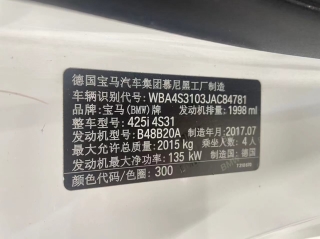 德国宝马汽车集团慕尼黑工厂制造
车辆识别代号: WBA4S3103JAC84781
品牌: 宝马(BMW)牌 发动机排量: 1998 ml
整车型号: 425i 4S31
发动机型号: B48B20A 制造年月: 2017.07
最大允许总质量: 2015 kg 乘坐人数: 4人
发动机最大净功率: 135 kW 制造国: 德国
颜色代码/色圈: 300